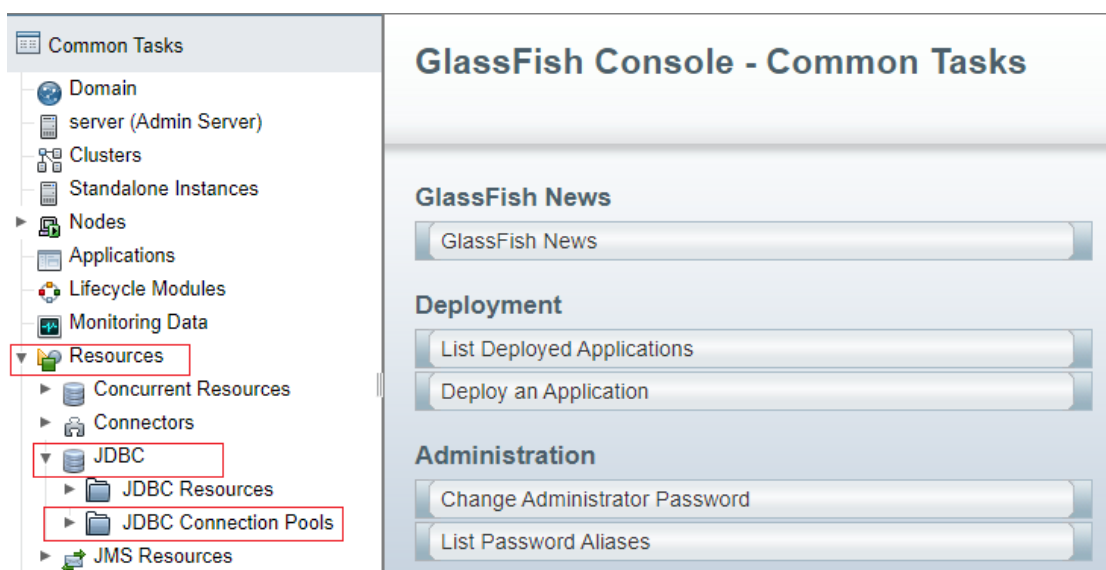 Common Tasks
Domain
server (Admin Server)
Clusters
Standalone Instances
Nodes
Applications
Lifecycle Modules
Monitoring Data
Resources
Concurrent Resources
Connectors
JDBC
JDBC Resources
JDBC Connection Pools
JMS Resources
GlassFish Console - Common Tasks
GlassFish News
GlassFish News
Deployment
List Deployed Applications
Deploy an Application
Administration
Change Administrator Password
List Password Aliases